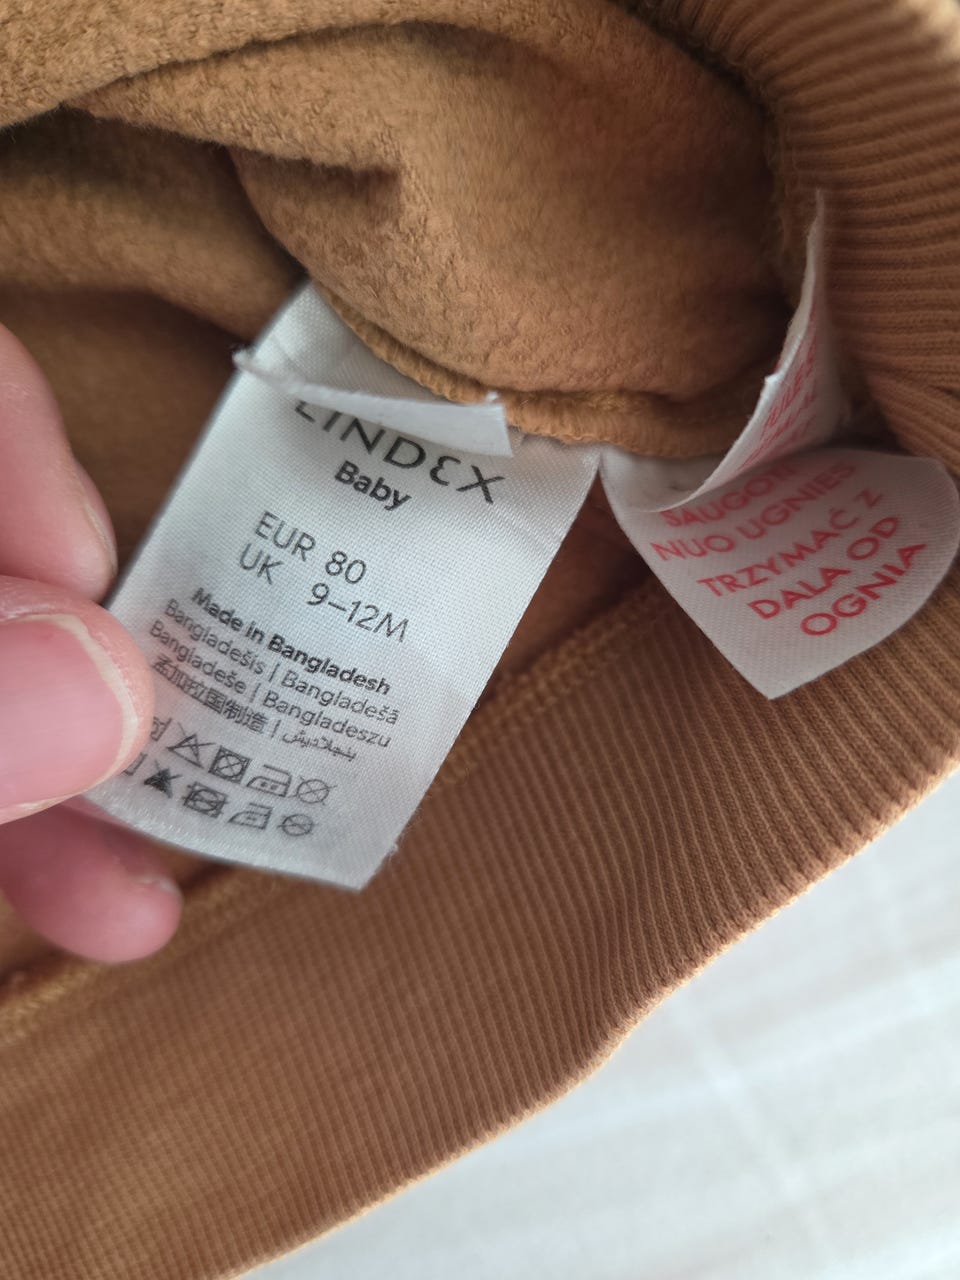 LINDEX
Baby
EUR 80
UK 9–12M
Made in Bangladesh
Bangladešis | Bangladešā
Bangladeše | Bangladeszu
孟加拉国制造 |
SAUGOTI
NUO UGNIES
TRZYMAĆ Z
DALA OD
OGNIA